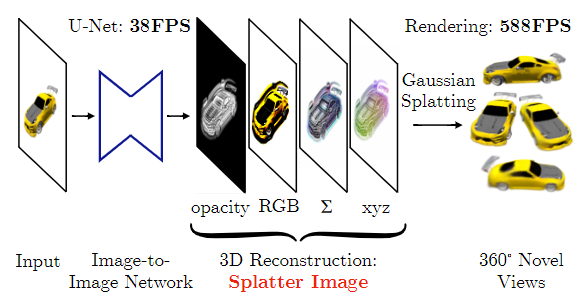 U-Net: 38FPS
Rendering: 588FPS
Gaussian
Splatting
opacity
RGB
Σ
xyz
Input
Image-to-
Image Network
3D Reconstruction:
Splatter Image
360° Novel
Views